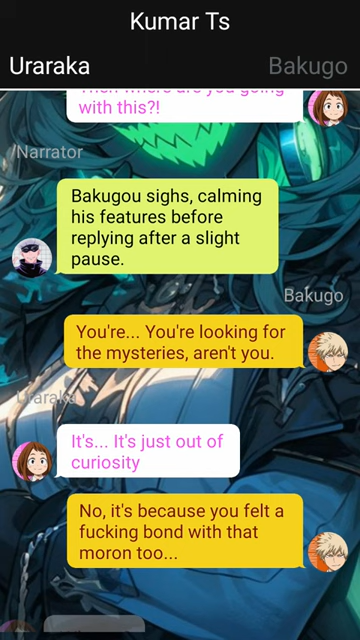 Kumar Ts
Uraraka
Bakugo
Then where are you going
with this?!
/Narrator
Bakugou sighs, calming
his features before
replying after a slight
pause.
Bakugo
You're... You're looking for
the mysteries, aren't you.
Uraraka
It's... It's just out of
curiosity
No, it's because you felt a
fucking bond with that
moron too...